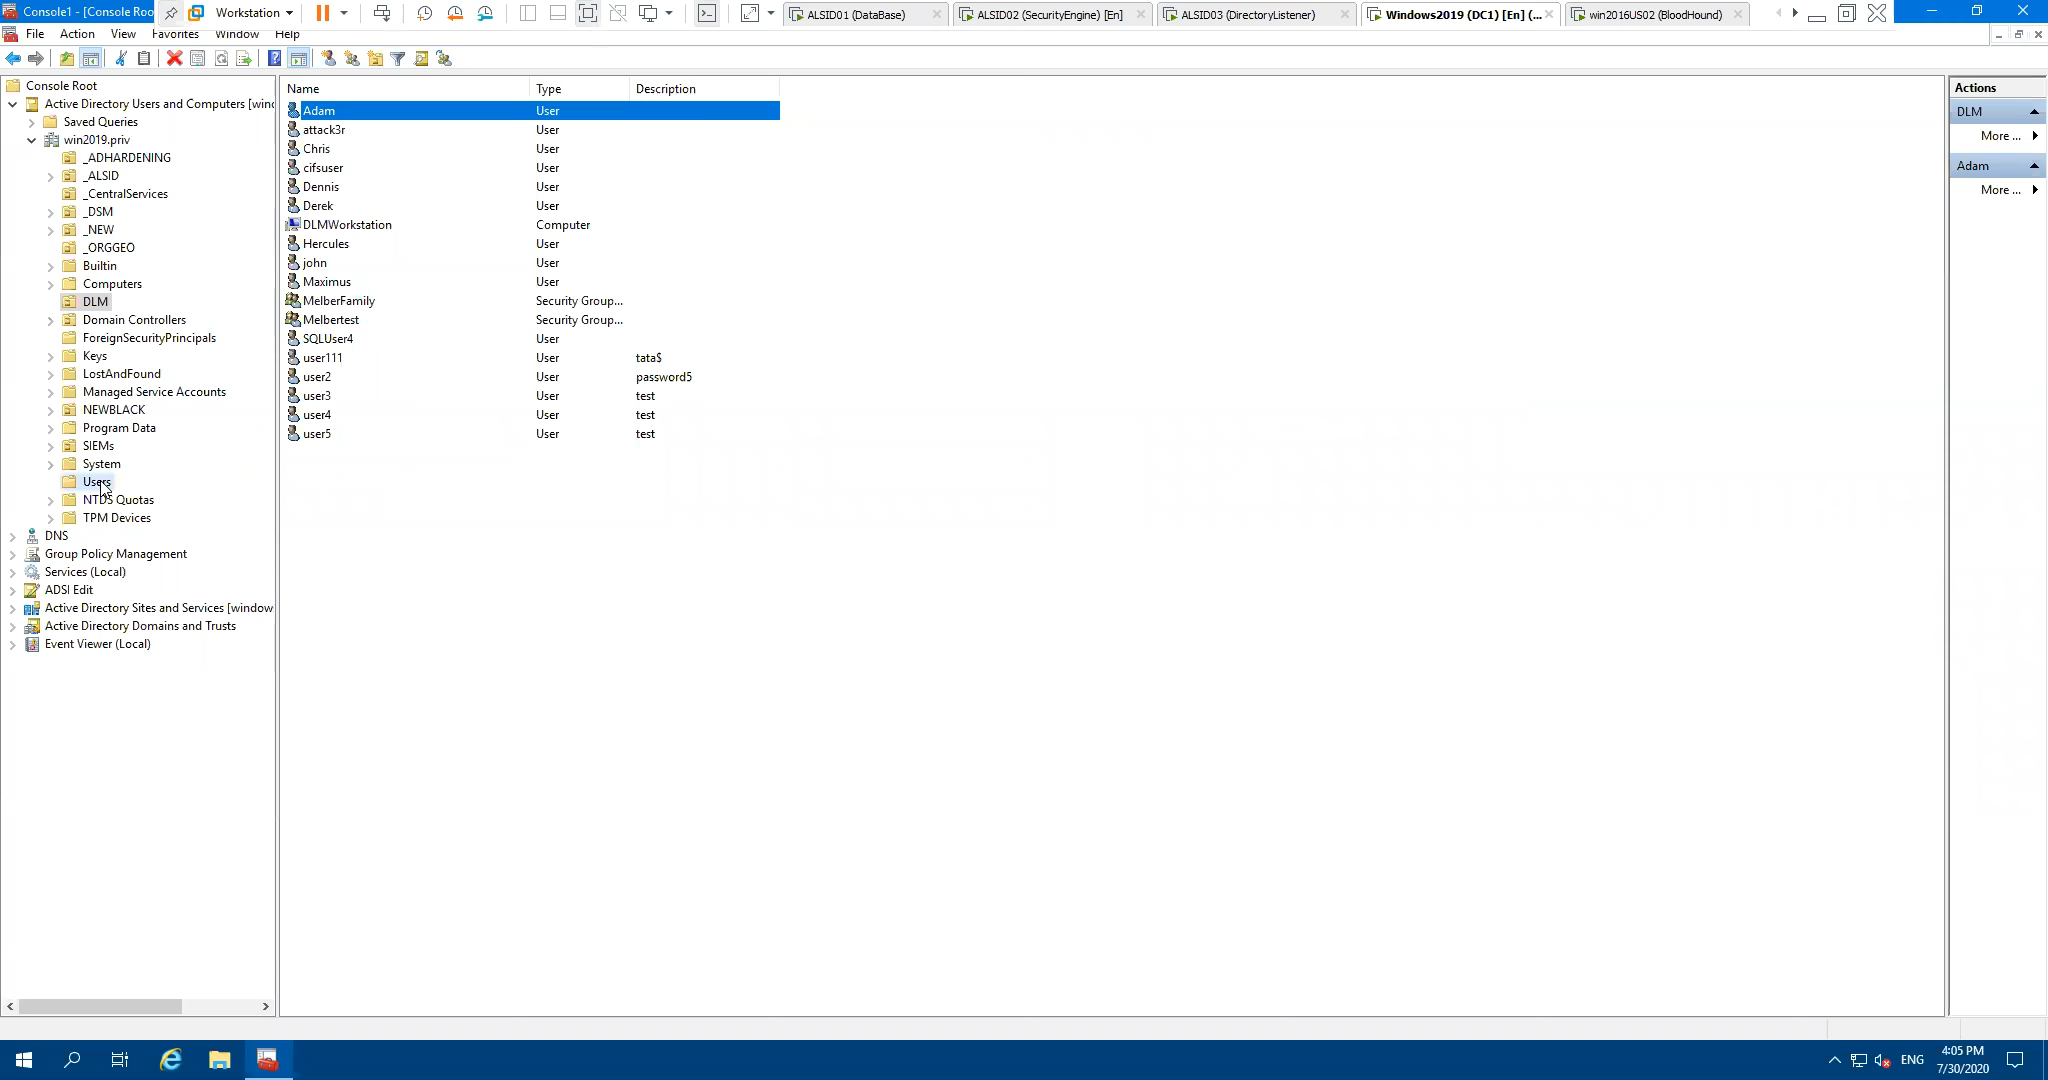 Console1 - [Console Roo
Workstation
ALSID01 (DataBase)
ALSID02 (SecurityEngine) [En]
ALSID03 (DirectoryListener)
Windows2019 (DC1) [En] (...
win2016US02 (BloodHound)
File Action View Favorites Window Help
Console Root
Active Directory Users and Computers [wind
Saved Queries
win2019.priv
_ADHARDENING
_ALSID
_CentralServices
_DSM
_NEW
_ORGGEO
Builtin
Computers
DLM
Domain Controllers
ForeignSecurityPrincipals
Keys
LostAndFound
Managed Service Accounts
NEWBLACK
Program Data
SIEMs
System
Users
NTDS Quotas
TPM Devices
DNS
Group Policy Management
Services (Local)
ADSI Edit
Active Directory Sites and Services [window
Active Directory Domains and Trusts
Event Viewer (Local)
Name Type Description
Adam User
attack3r User
Chris User
cifsuser User
Dennis User
Derek User
DLMWorkstation Computer
Hercules User
john User
Maximus User
MelberFamily Security Group...
Melbertest Security Group...
SQLUser4 User
user111 User tata$
user2 User password5
user3 User test
user4 User test
user5 User test
Actions
DLM
More ...
Adam
More ...
ENG
4:05 PM
7/30/2020